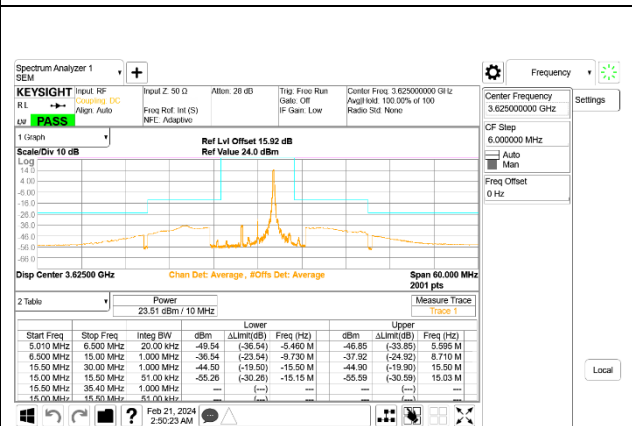 Spectrum Analyzer 1
SEM
Frequency
KEYSIGHT
RL
PASS
Input: RF
Coupling: DC
Align: Auto
Input Z: 50 Ω
Freq Ref: Int (S)
NFE: Adaptive
Atten: 28 dB
Trig: Free Run
Gate: Off
IF Gain: Low
Center Freq: 3.625000000 GHz
Avg|Hold: 100.00% of 100
Radio Std: None
Center Frequency
3.625000000 GHz
Settings
CF Step
6.000000 MHz
Auto
Man
Freq Offset
0 Hz
1 Graph
Scale/Div 10 dB
Ref Lvl Offset 15.92 dB
Ref Value 24.0 dBm
Log
14.0
4.00
-6.00
-16.0
-26.0
-36.0
-46.0
-56.0
-66.0
Disp Center 3.62500 GHz
Chan Det: Average , #Offs Det: Average
Span 60.000 MHz
2001 pts
2 Table
Power
23.51 dBm / 10 MHz
Measure Trace
Trace 1
Lower Upper
Start Freq Stop Freq Integ BW dBm ΔLimit(dB) Freq (Hz) dBm ΔLimit(dB) Freq (Hz)
5.010 MHz 6.500 MHz 20.00 kHz -49.54 (-36.54) -5.460 M -46.85 (-33.85) 5.595 M
6.500 MHz 15.00 MHz 1.000 MHz -36.54 (-23.54) -9.730 M -37.92 (-24.92) 8.710 M
15.50 MHz 30.00 MHz 1.000 MHz -44.50 (-19.50) -15.50 M -44.90 (-19.90) 15.50 M
15.00 MHz 15.50 MHz 51.00 kHz -55.26 (-30.26) -15.15 M -55.59 (-30.59) 15.03 M
15.50 MHz 35.40 MHz 1.000 MHz --- (---) --- --- (---) ---
15.00 MHz 15.50 MHz 51.00 kHz --- (---) --- --- (---) ---
Local
Feb 21, 2024
2:50:23 AM